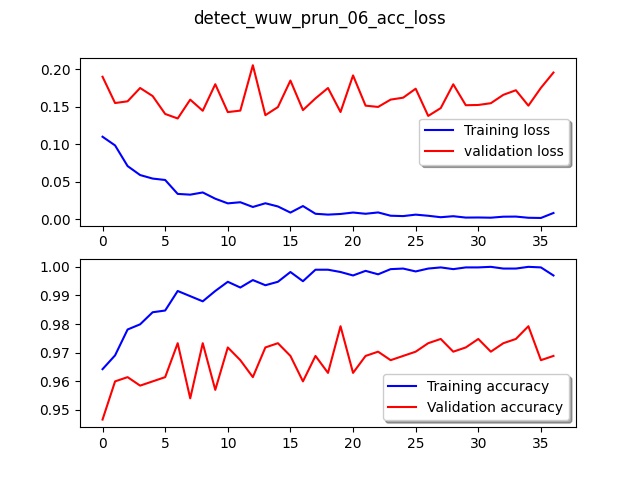 detect_wuw_prun_06_acc_loss
0.20
0.15
0.10
0.05
0.00
Training loss
validation loss
0 5 10 15 20 25 30 35
1.00
0.99
0.98
0.97
0.96
0.95
Training accuracy
Validation accuracy
0 5 10 15 20 25 30 35